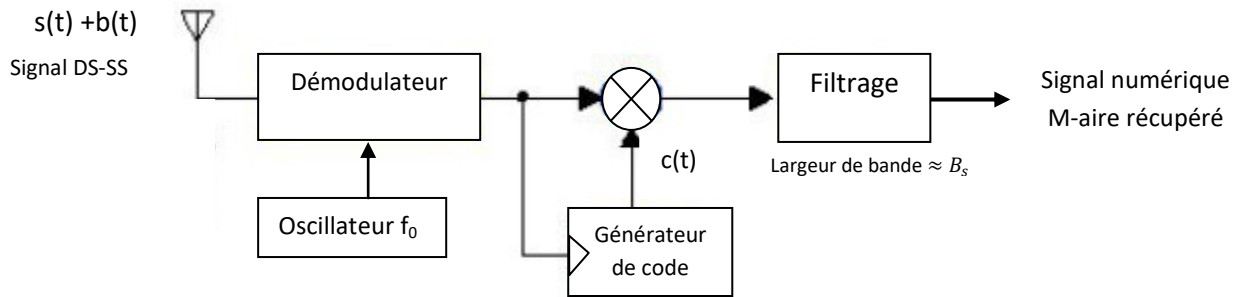 s(t) +b(t)
Signal DS-SS
Démodulateur
Oscillateur f₀
c(t)
Générateur
de code
Filtrage
Largeur de bande ≈ Bₛ
Signal numérique
M-aire récupéré